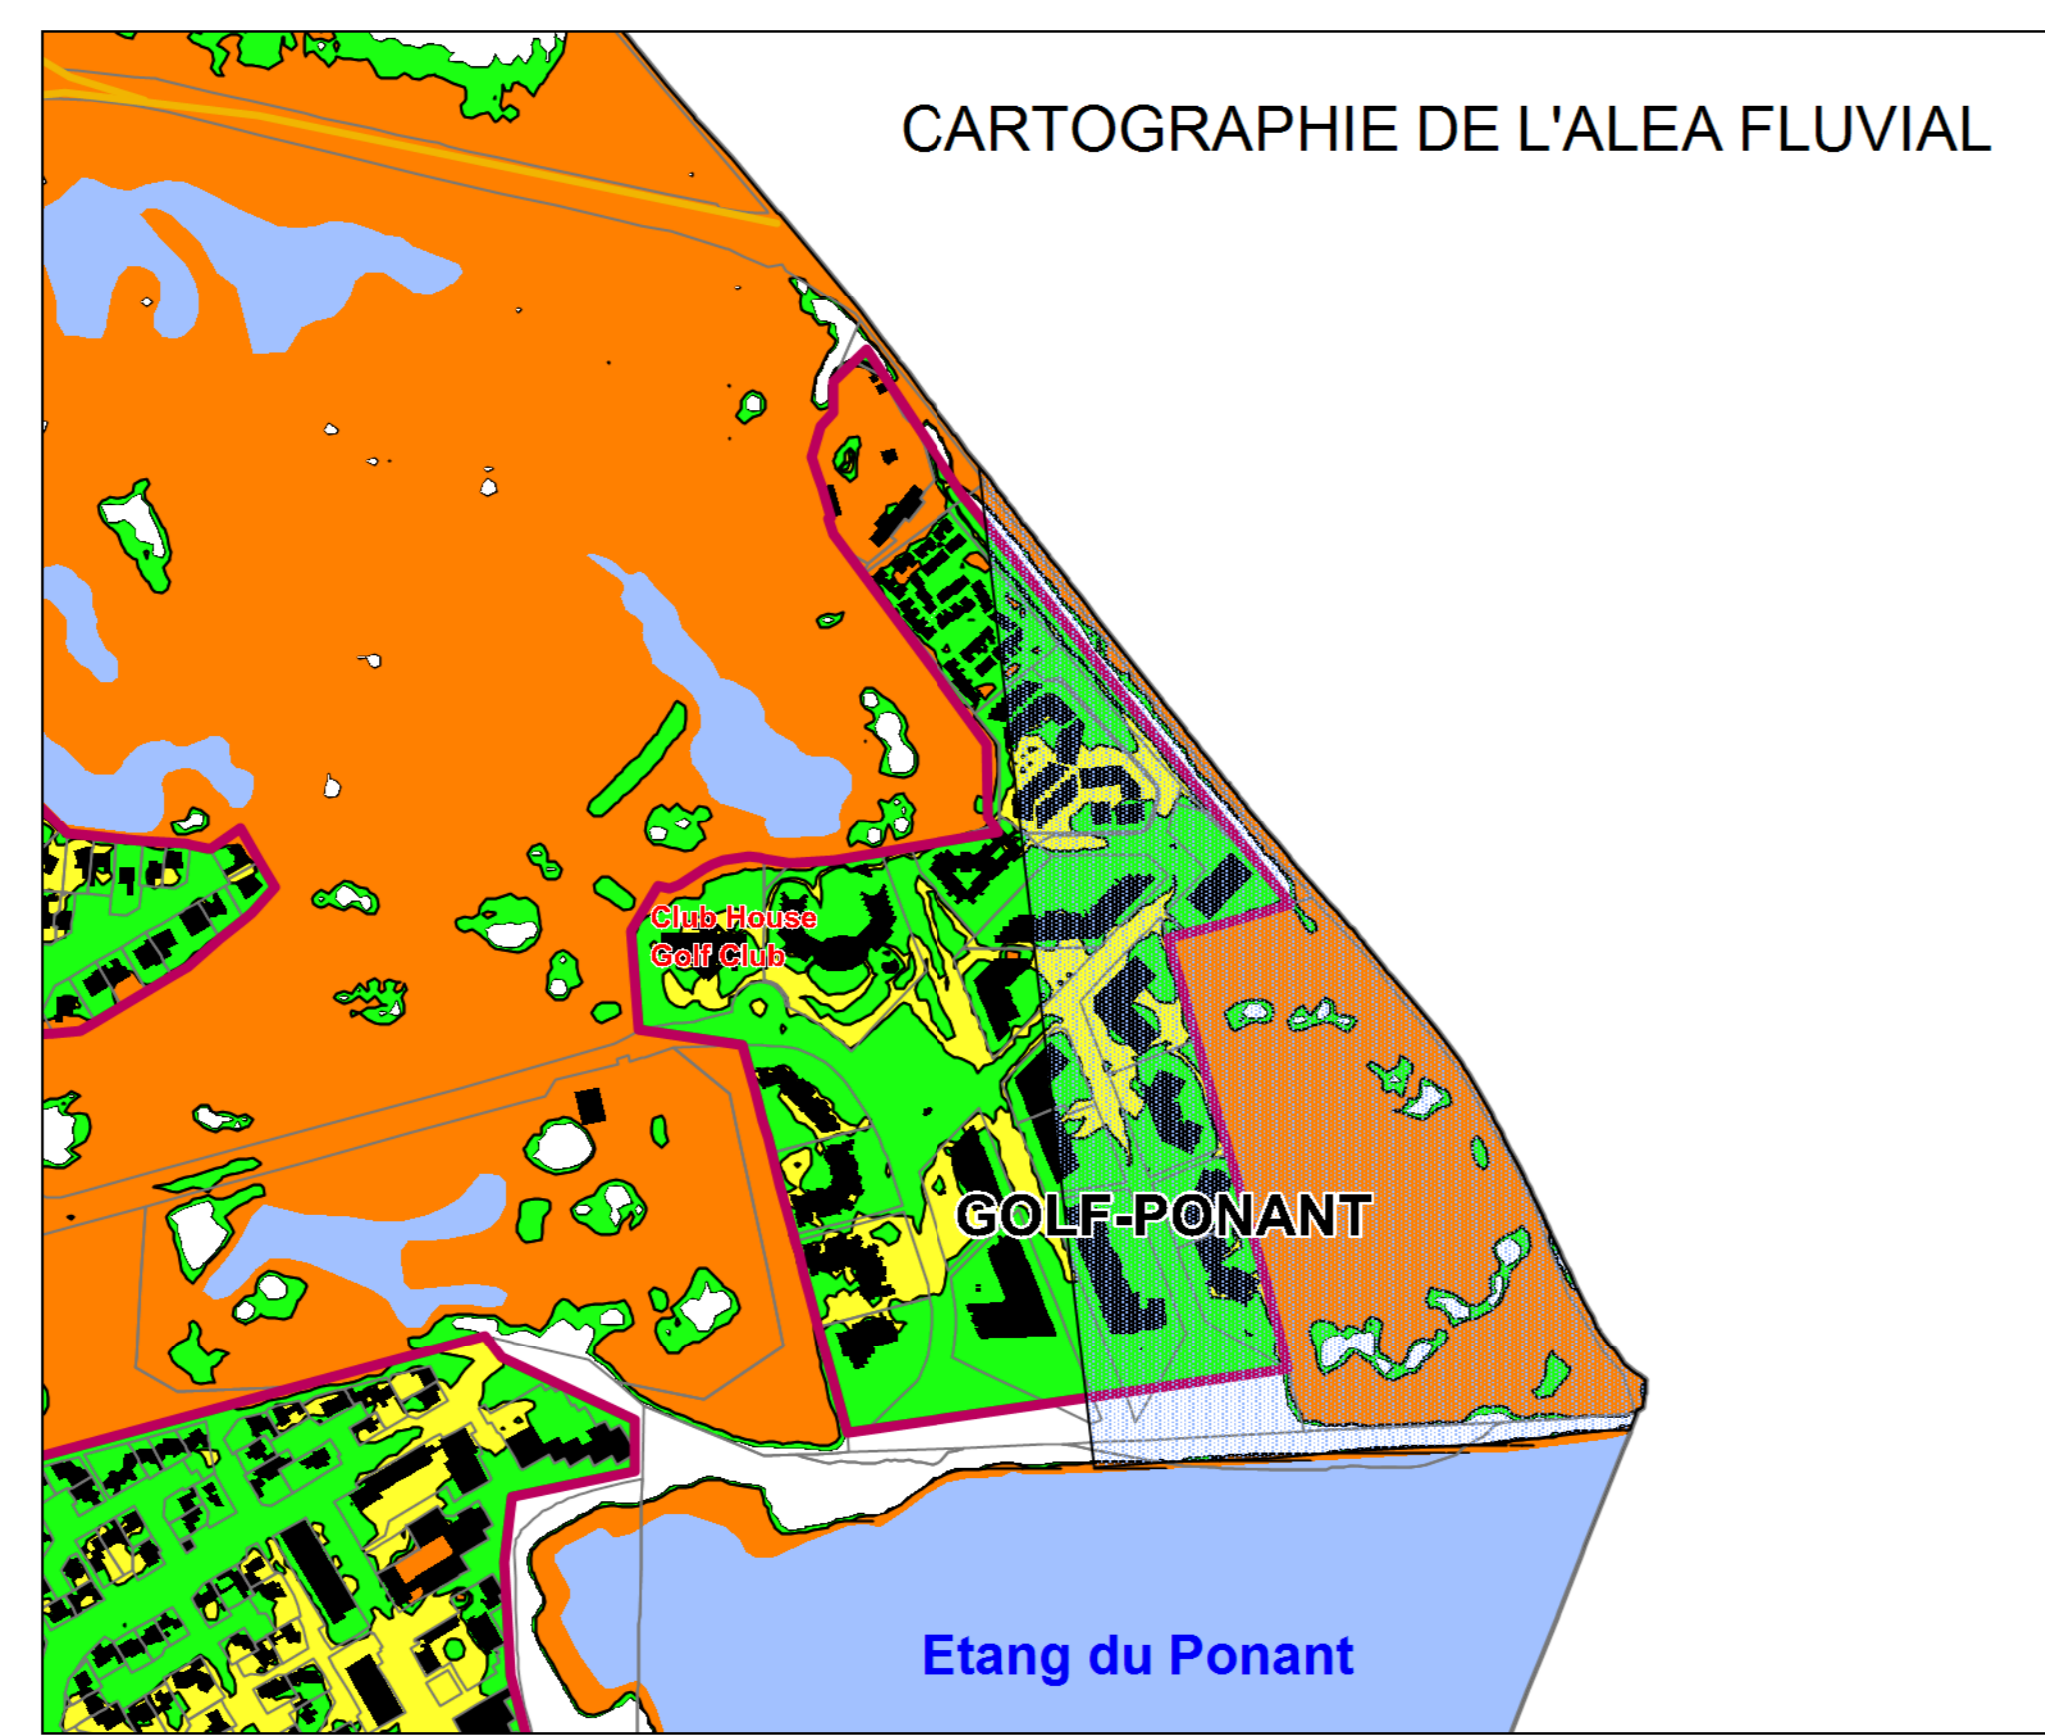 CARTOGRAPHIE DE L'ALEA FLUVIAL
Club House
Golf Club
GOLF-PONANT
Etang du Ponant